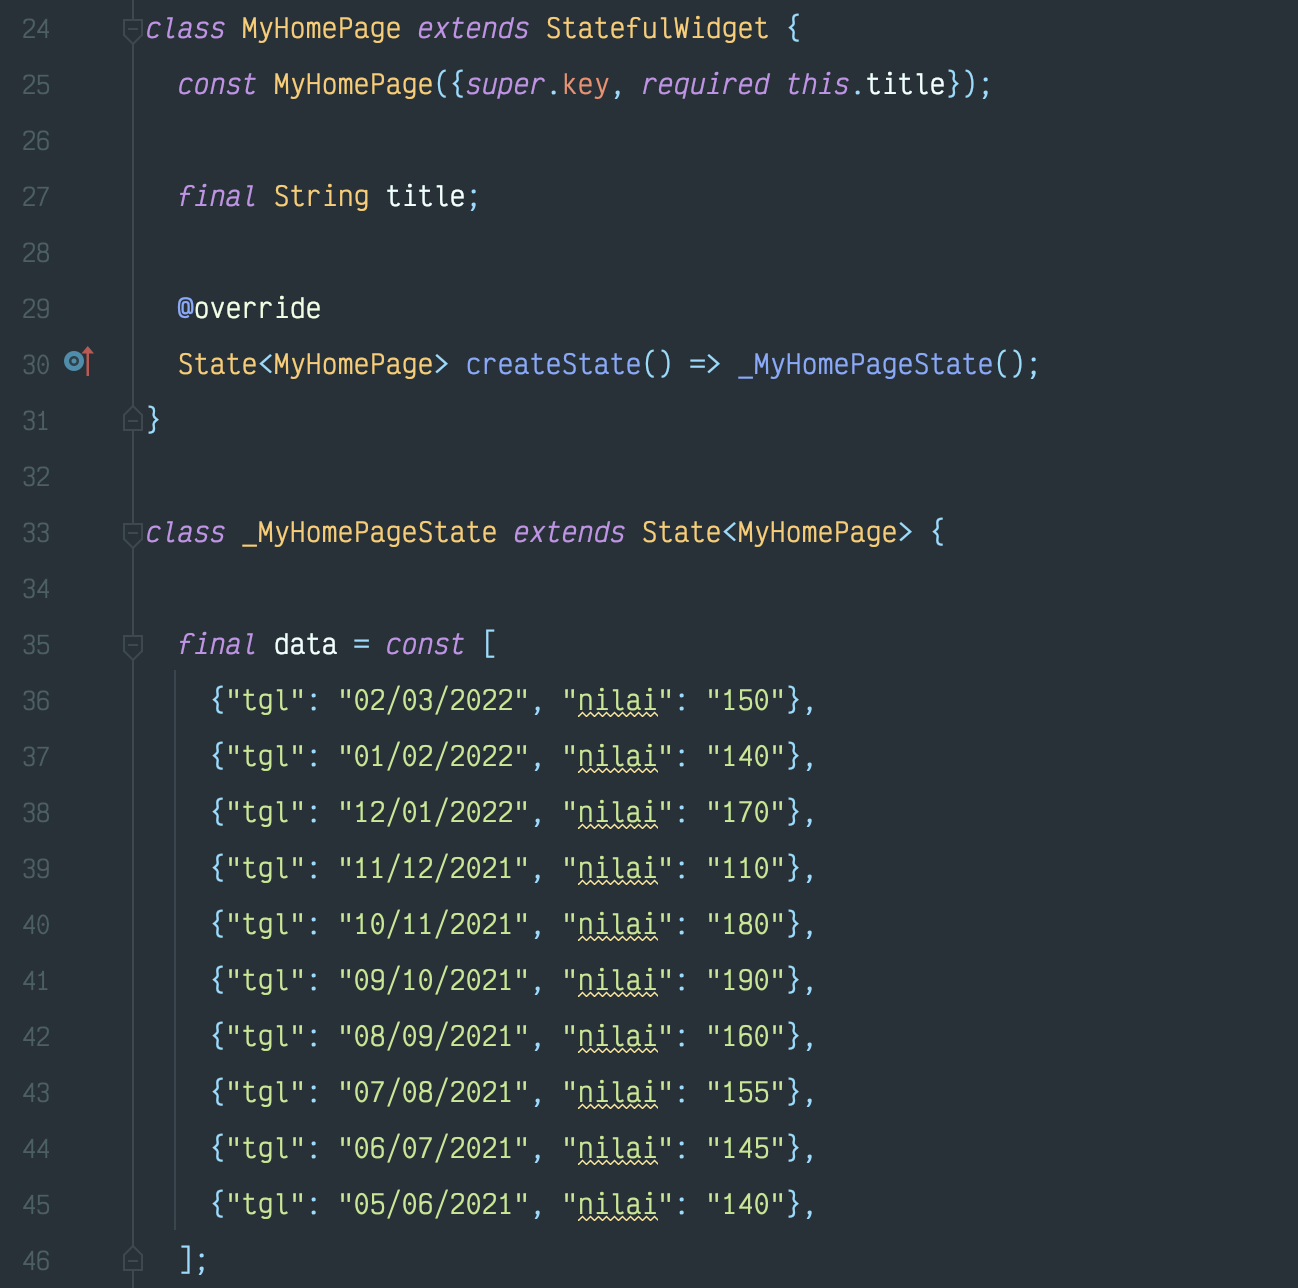 24 class MyHomePage extends StatefulWidget {
25 const MyHomePage({super.key, required this.title});
26
27 final String title;
28
29 @override
30 State<MyHomePage> createState() => _MyHomePageState();
31 }
32
33 class _MyHomePageState extends State<MyHomePage> {
34
35 final data = const [
36 {"tgl": "02/03/2022", "nilai": "150"},
37 {"tgl": "01/02/2022", "nilai": "140"},
38 {"tgl": "12/01/2022", "nilai": "170"},
39 {"tgl": "11/12/2021", "nilai": "110"},
40 {"tgl": "10/11/2021", "nilai": "180"},
41 {"tgl": "09/10/2021", "nilai": "190"},
42 {"tgl": "08/09/2021", "nilai": "160"},
43 {"tgl": "07/08/2021", "nilai": "155"},
44 {"tgl": "06/07/2021", "nilai": "145"},
45 {"tgl": "05/06/2021", "nilai": "140"},
46 ];